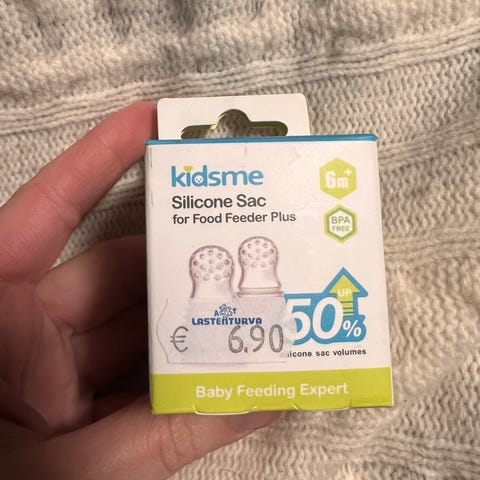 kidsme
Silicone Sac
for Food Feeder Plus
6m+
BPA
FREE
A T
LASTENTURVA
€ 6.90
UP
50%
licone sac volumes
Baby Feeding Expert